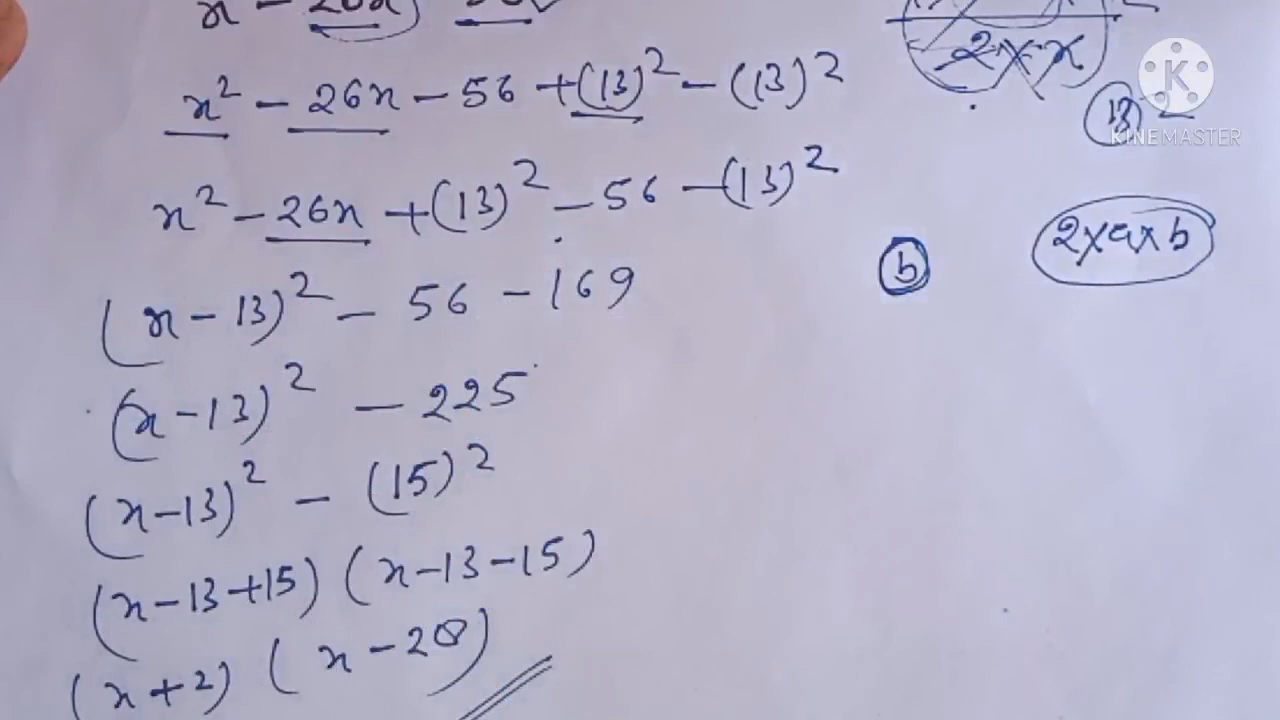 x² - 26x - 56 + (13)² - (13)²
x² - 26x + (13)² - 56 - (13)²
(x - 13)² - 56 - 169
(x - 13)² - 225
(x - 13)² - (15)²
(x - 13 + 15) (x - 13 - 15)
(x + 2) (x - 28)
2 × x
13
K
KINEMASTER
2×a×b
b